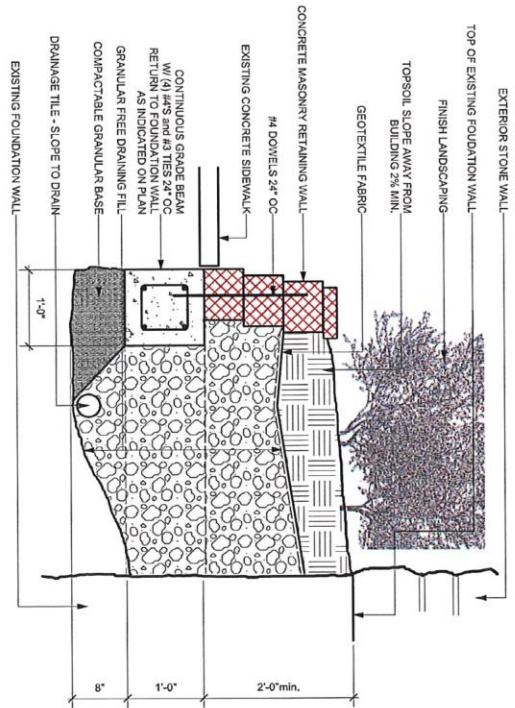 EXTERIOR STONE WALL
TOP OF EXISTING FOUDATION WALL
FINISH LANDSCAPING
TOPSOIL SLOPE AWAY FROM
BUILDING 2% MIN.
GEOTEXTILE FABRIC
CONCRETE MASONRY RETAINING WALL
#4 DOWELS 24" OC
EXISTING CONCRETE SIDEWALK
CONTINUOUS GRADE BEAM
W/ (4) #4'S and #3 TIES 24" OC
RETURN TO FOUNDATION WALL
AS INDICATED ON PLAN
GRANULAR FREE DRAINING FILL
COMPACTABLE GRANULAR BASE
DRAINAGE TILE - SLOPE TO DRAIN
EXISTING FOUNDATION WALL
1'-0"
8"
1'-0"
2'-0"min.